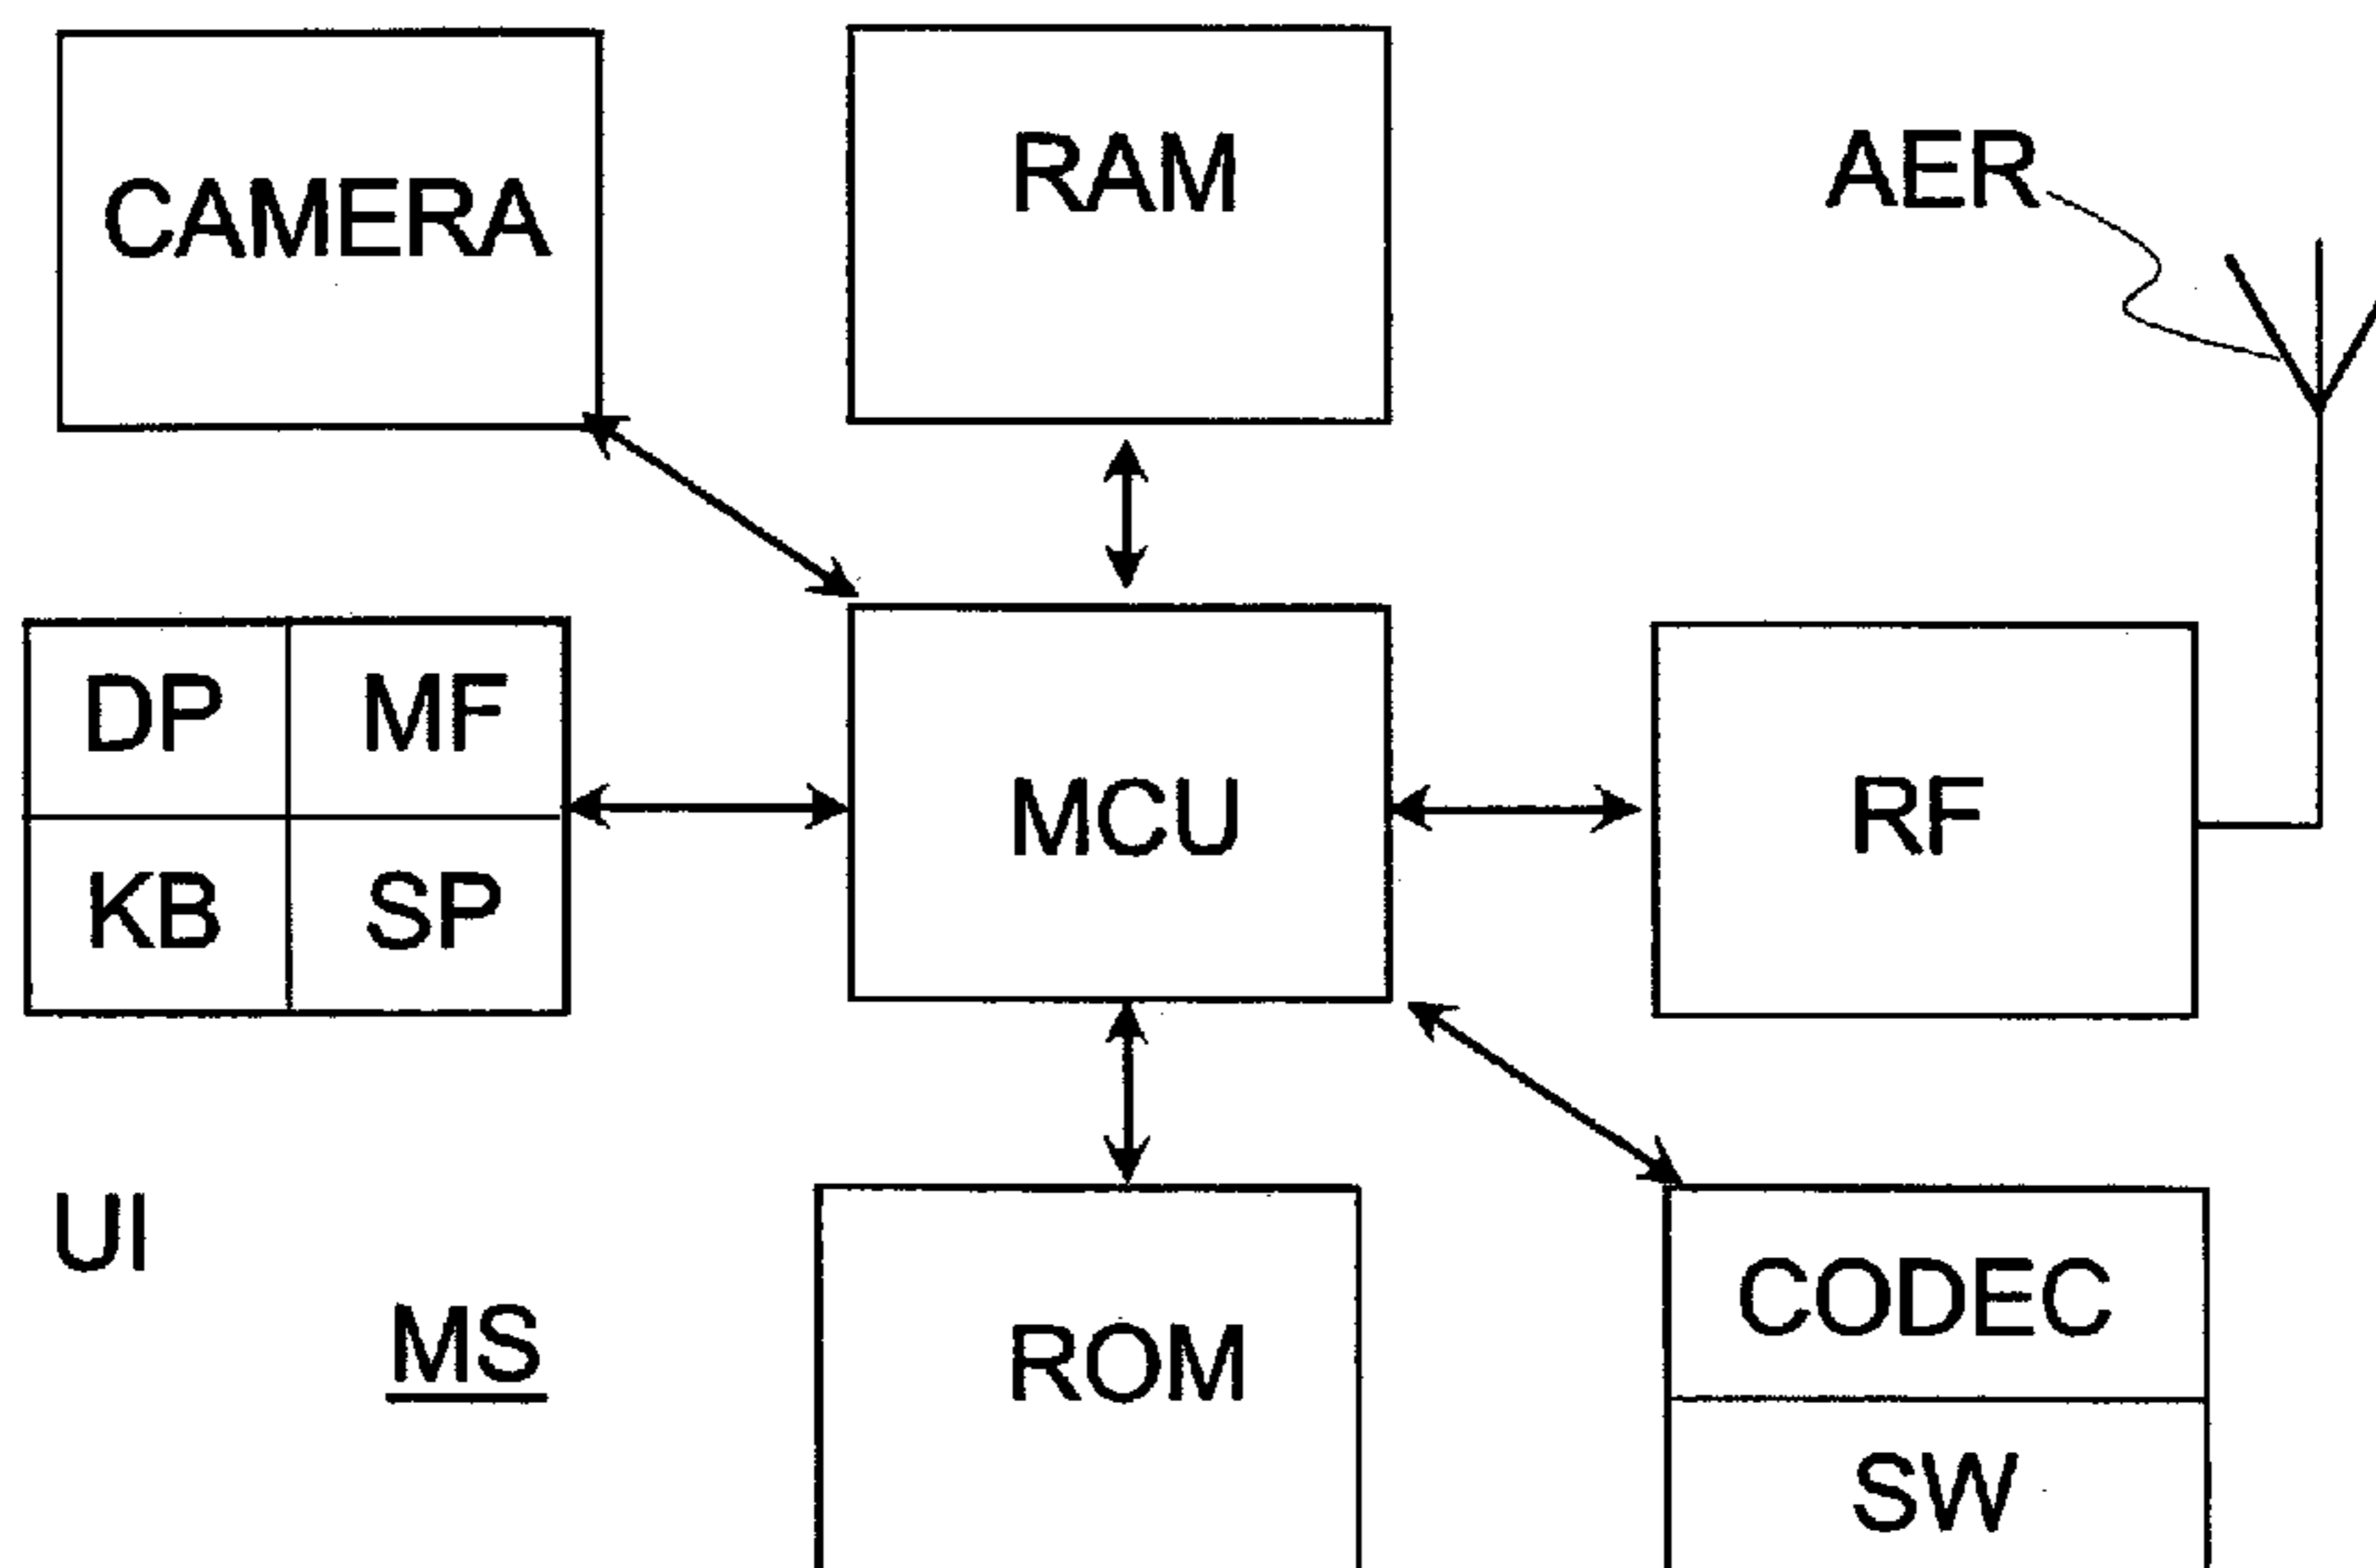 CAMERA
RAM
AER
DP
MF
MCU
RF
KB
SP
UI
MS
ROM
CODEC
SW